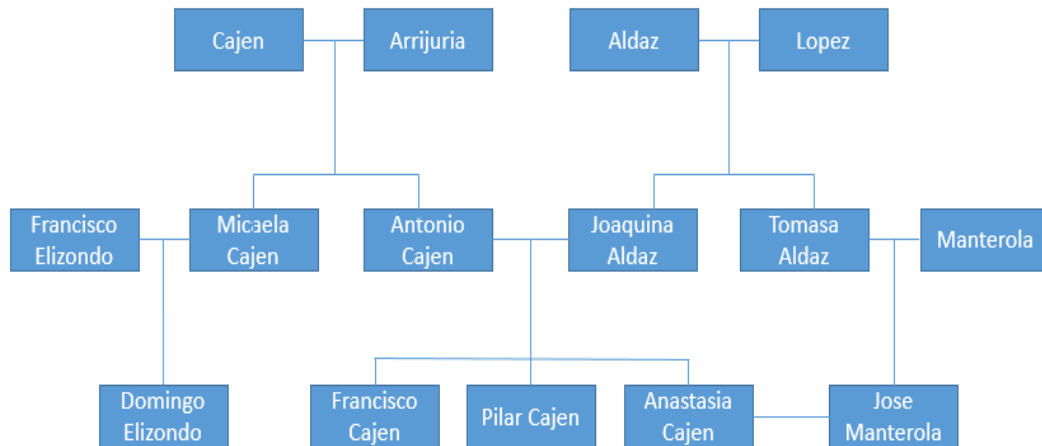 Cajen
Arrijuria
Aldaz
Lopez
Francisco
Elizondo
Micaela
Cajen
Antonio
Cajen
Joaquina
Aldaz
Tomasa
Aldaz
Manterola
Domingo
Elizondo
Francisco
Cajen
Pilar Cajen
Anastasia
Cajen
Jose
Manterola